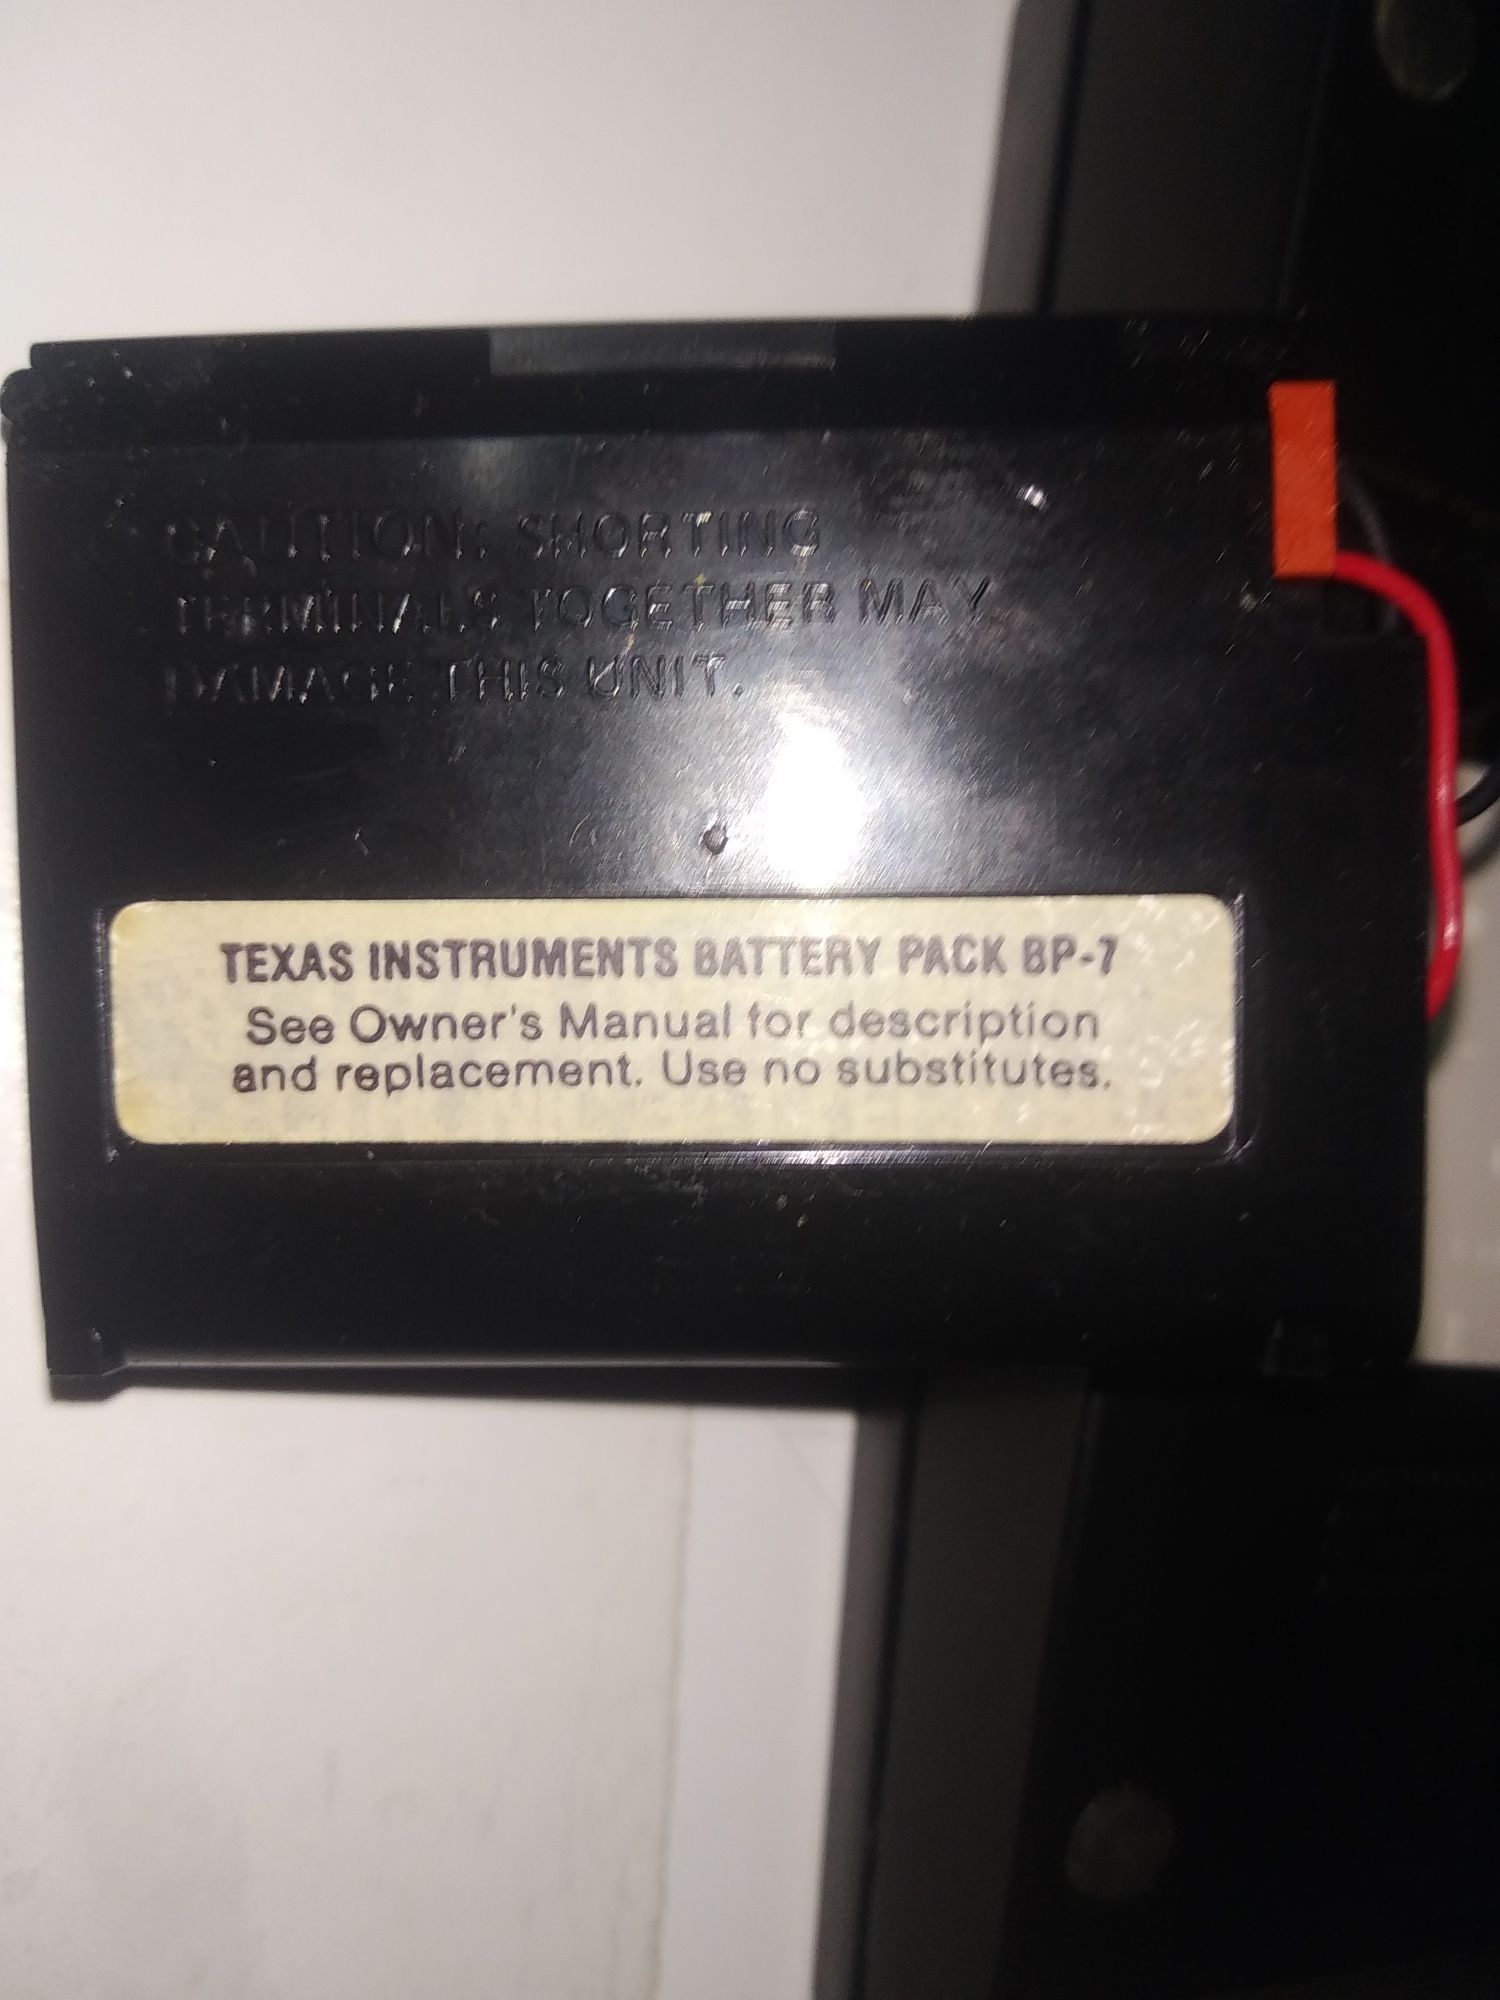 CAUTION: SHORTING
TERMINALS TOGETHER MAY
DAMAGE THIS UNIT.
TEXAS INSTRUMENTS BATTERY PACK BP-7
See Owner's Manual for description
and replacement. Use no substitutes.